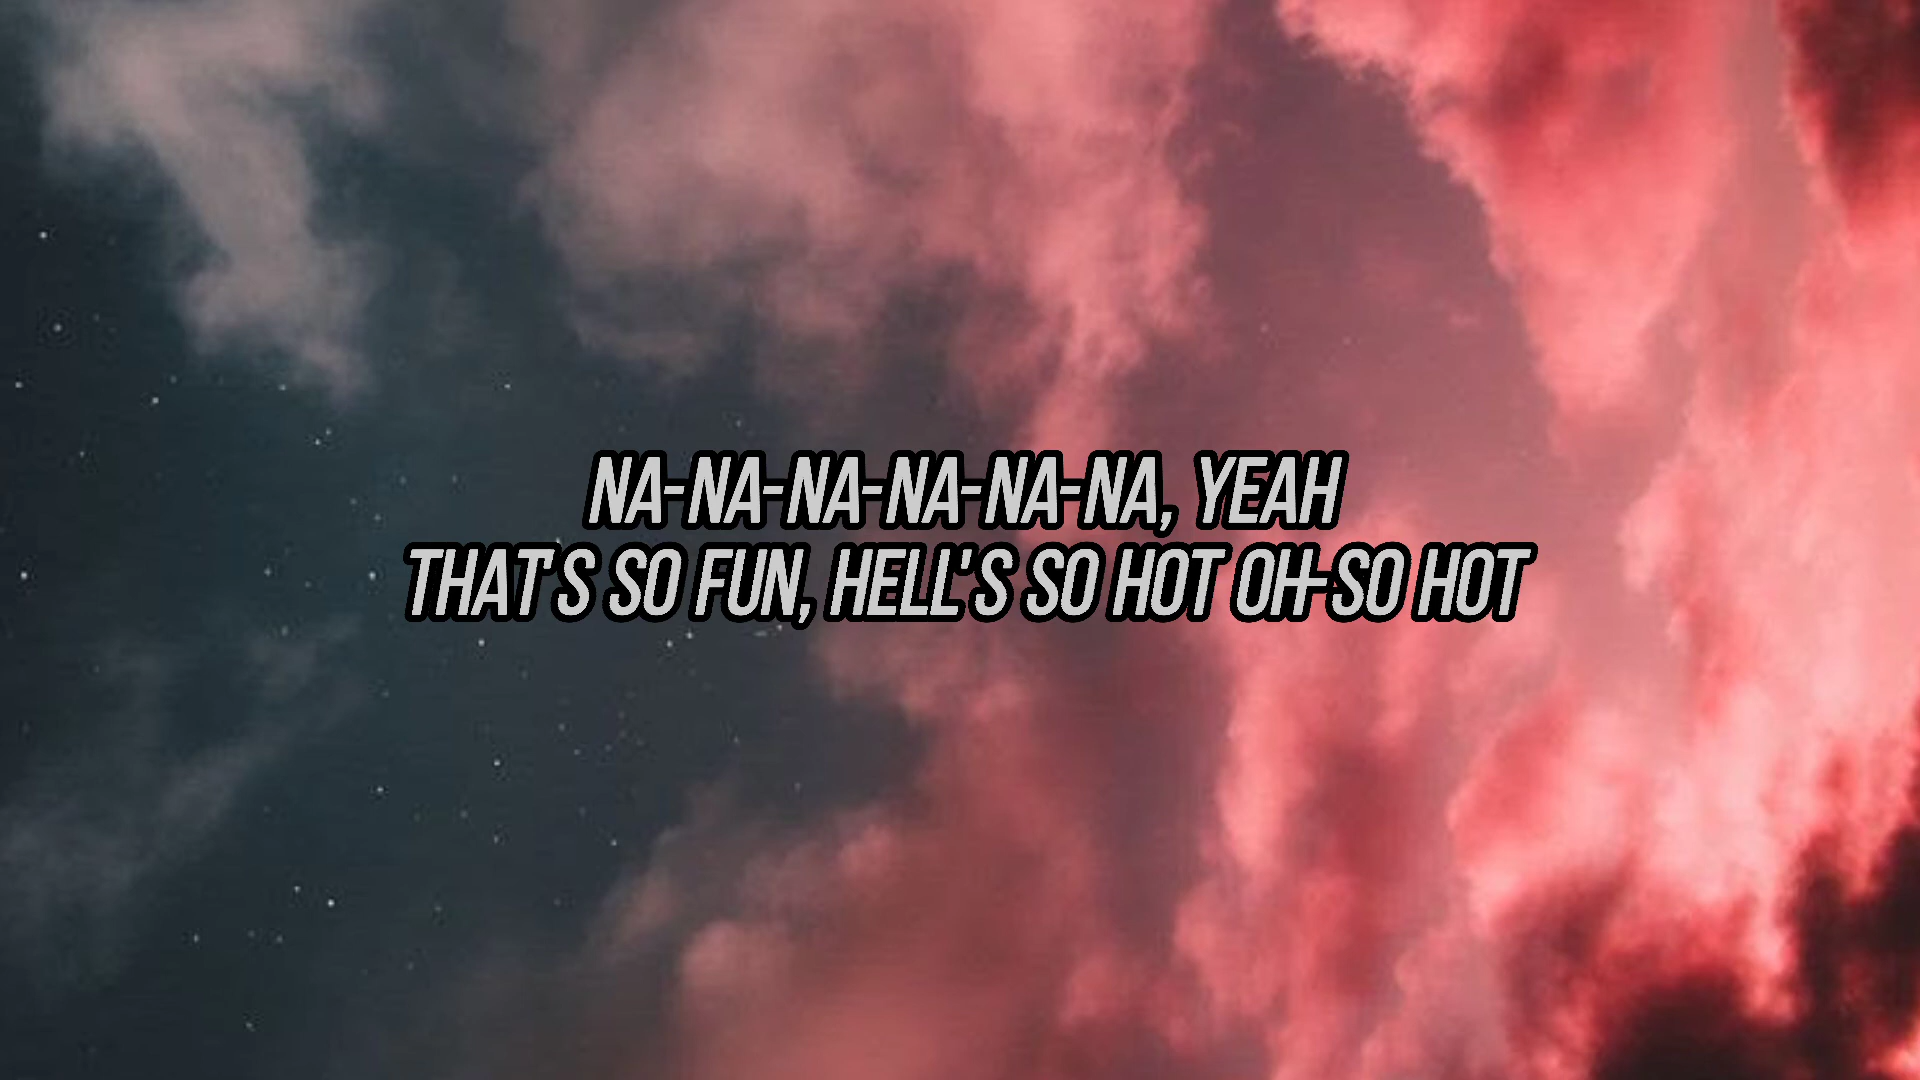 NA-NA-NA-NA-NA-NA, YEAH
THAT'S SO FUN, HELL'S SO HOT OH-SO HOT